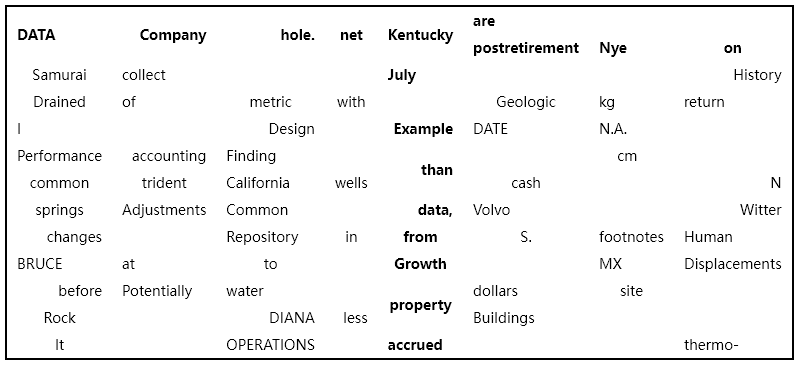 DATA Company hole. net Kentucky are postretirement Nye on
Samurai collect July History
Drained of metric with Geologic kg return
I Design Example DATE N.A.
Performance accounting Finding cm
common trident California wells than cash N
springs Adjustments Common data, Volvo Witter
changes Repository in from S. footnotes Human
BRUCE at to Growth MX Displacements
before Potentially water property dollars site
Rock DIANA less Buildings
It OPERATIONS accrued thermo-